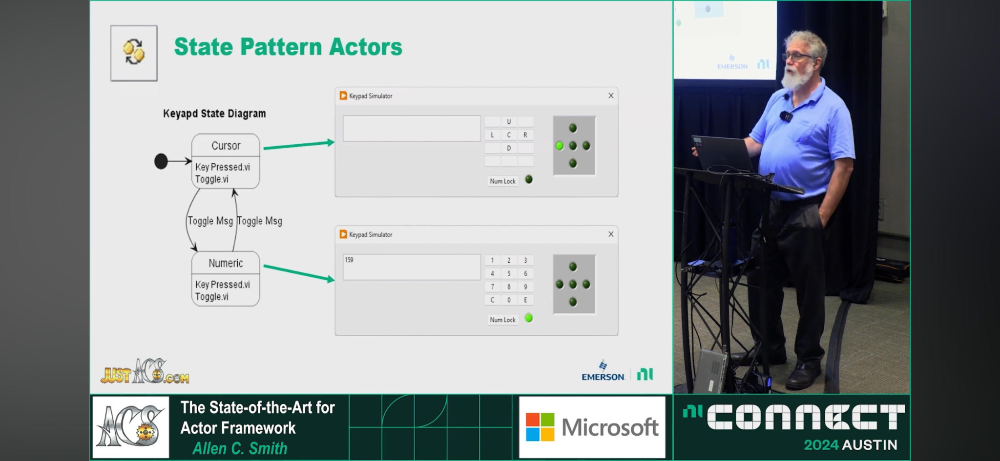 State Pattern Actors
Keyapd State Diagram
Cursor
Key Pressed.vi
Toggle.vi
Toggle Msg
Toggle Msg
Numeric
Key Pressed.vi
Toggle.vi
Keypad Simulator
U
L C R
D
Num Lock
Keypad Simulator
159
1 2 3
4 5 6
7 8 9
C 0 E
Num Lock
JUST ACS.COM
EMERSON
ni
EMERSON ni
ACS
The State-of-the-Art for
Actor Framework
Allen C. Smith
Microsoft
ni CONNECT
2024 AUSTIN